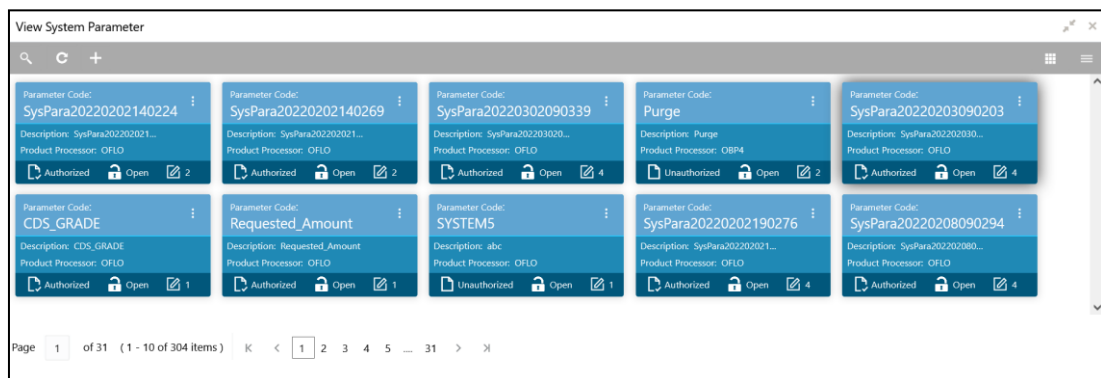 View System Parameter
Parameter Code:
SysPara20220202140224
Description: SysPara202202021...
Product Processor: OFLO
Authorized Open 2
Parameter Code:
SysPara20220202140269
Description: SysPara202202021...
Product Processor: OFLO
Authorized Open 2
Parameter Code:
SysPara20220302090339
Description: SysPara202203020...
Product Processor: OFLO
Authorized Open 4
Parameter Code:
Purge
Description: Purge
Product Processor: OBP4
Unauthorized Open 2
Parameter Code:
SysPara20220203090203
Description: SysPara202202030...
Product Processor: OFLO
Authorized Open 4
Parameter Code:
CDS_GRADE
Description: CDS_GRADE
Product Processor: OFLO
Authorized Open 1
Parameter Code:
Requested_Amount
Description: Requested_Amount
Product Processor: OFLO
Authorized Open 1
Parameter Code:
SYSTEM5
Description: abc
Product Processor: OFLO
Unauthorized Open 1
Parameter Code:
SysPara20220202190276
Description: SysPara202202021...
Product Processor: OFLO
Authorized Open 4
Parameter Code:
SysPara20220208090294
Description: SysPara202202080...
Product Processor: OFLO
Authorized Open 4
Page 1 of 31 ( 1 - 10 of 304 items ) 1 2 3 4 5 ... 31